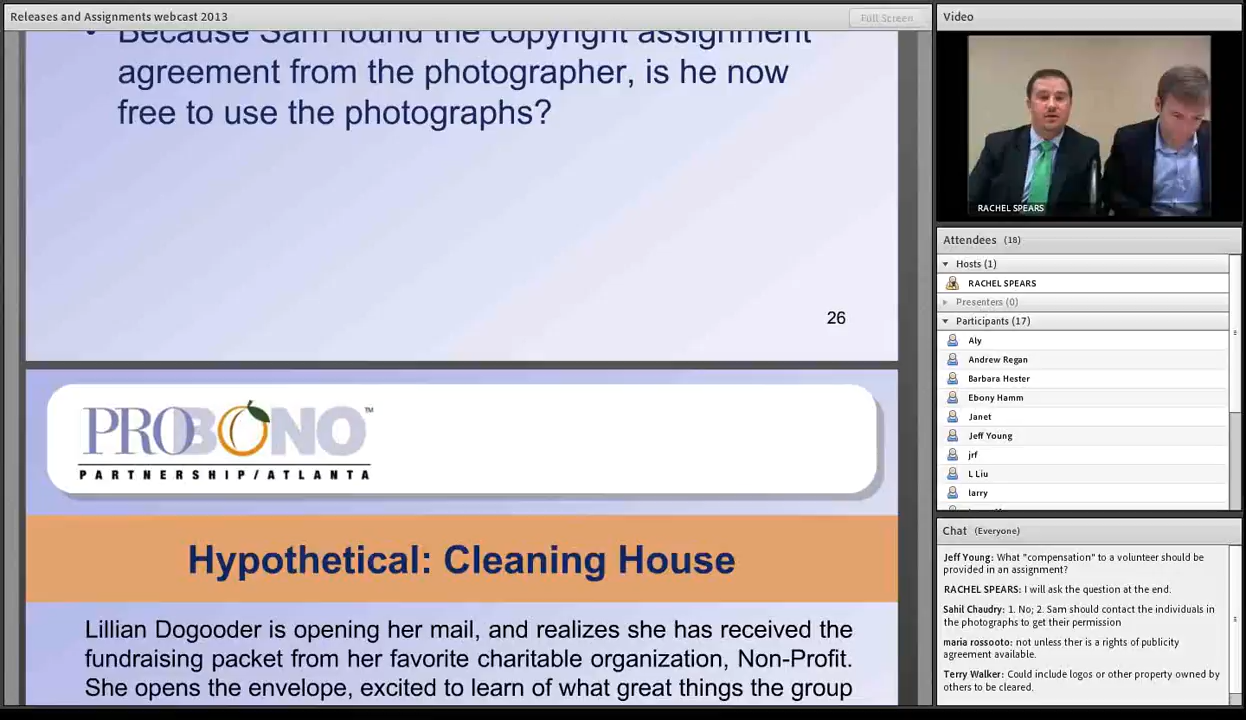 Releases and Assignments webcast 2013
Full Screen
• Because Sam found the copyright assignment
agreement from the photographer, is he now
free to use the photographs?
26
PROBONO™
PARTNERSHIP/ATLANTA
Hypothetical: Cleaning House
Lillian Dogooder is opening her mail, and realizes she has received the
fundraising packet from her favorite charitable organization, Non-Profit.
She opens the envelope, excited to learn of what great things the group
Video
RACHEL SPEARS
Attendees (18)
Hosts (1)
RACHEL SPEARS
Presenters (0)
Participants (17)
Aly
Andrew Regan
Barbara Hester
Ebony Hamm
Janet
Jeff Young
jrf
L Liu
larry
Chat (Everyone)
Jeff Young: What "compensation" to a volunteer should be
provided in an assignment?
RACHEL SPEARS: I will ask the question at the end.
Sahil Chaudry: 1. No; 2. Sam should contact the individuals in
the photographs to get their permission
maria rossooto: not unless ther is a rights of publicity
agreement available.
Terry Walker: Could include logos or other property owned by
others to be cleared.